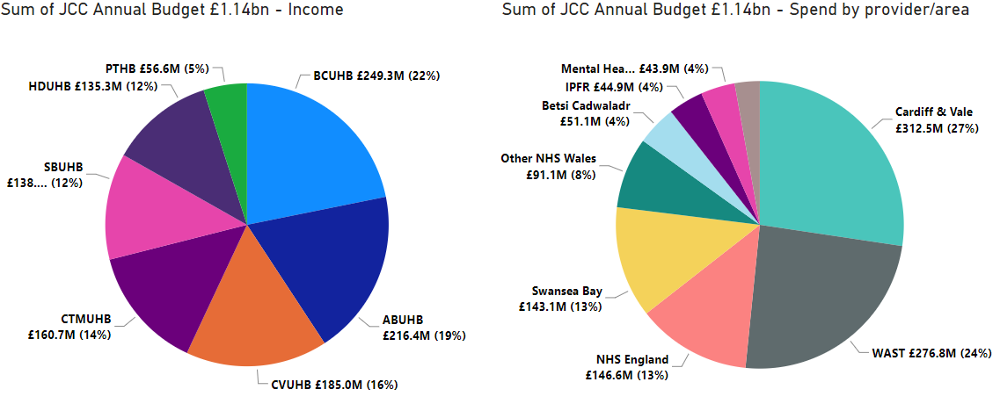 Sum of JCC Annual Budget £1.14bn - Income
PTHB £56.6M (5%)
HDUHB £135.3M (12%)
BCUHB £249.3M (22%)
SBUHB
£138.... (12%)
CTMUHB
£160.7M (14%)
ABUHB
£216.4M (19%)
CVUHB £185.0M (16%)
Sum of JCC Annual Budget £1.14bn - Spend by provider/area
Mental Hea... £43.9M (4%)
IPFR £44.9M (4%)
Betsi Cadwaladr
£51.1M (4%)
Cardiff & Vale
£312.5M (27%)
Other NHS Wales
£91.1M (8%)
Swansea Bay
£143.1M (13%)
NHS England
£146.6M (13%)
WAST £276.8M (24%)